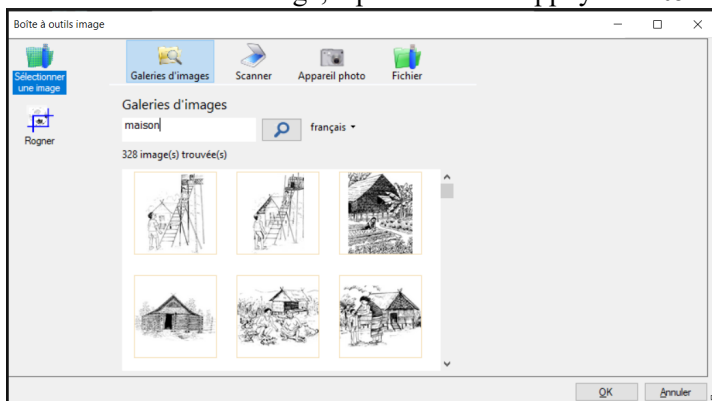 Boîte à outils image
Sélectionner
une image
Rogner
Galeries d'images
Scanner
Appareil photo
Fichier
Galeries d'images
maison
français
328 image(s) trouvée(s)
OK
Annuler